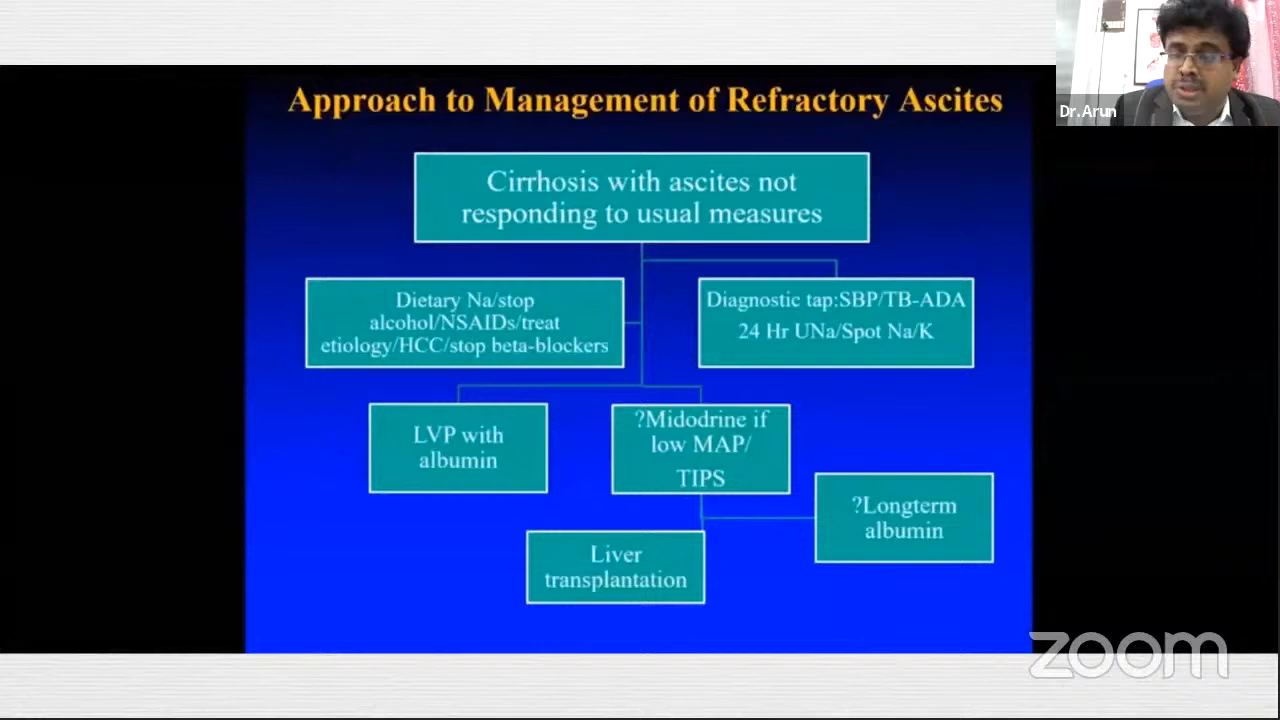 Approach to Management of Refractory Ascites
Dr.Arun
Cirrhosis with ascites not
responding to usual measures
Dietary Na/stop
alcohol/NSAIDs/treat
etiology/HCC/stop beta-blockers
Diagnostic tap:SBP/TB-ADA
24 Hr UNa/Spot Na/K
LVP with
albumin
?Midodrine if
low MAP/
TIPS
?Longterm
albumin
Liver
transplantation
zoom